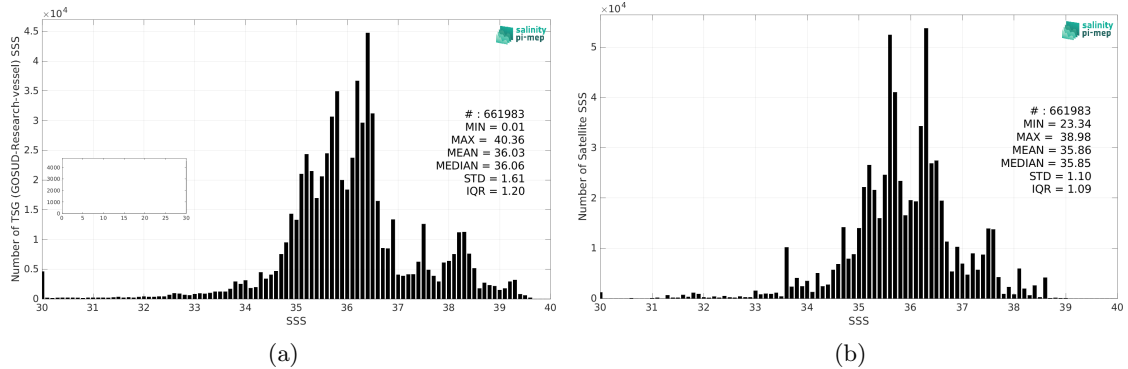 ×10⁴
4.5
4
3.5
3
2.5
2
1.5
1
0.5
0
Number of TSG (GOSUD-Research-vessel) SSS
salinity
pi-mep
# : 661983
MIN = 0.01
MAX = 40.36
MEAN = 36.03
MEDIAN = 36.06
STD = 1.61
IQR = 1.20
4000
3000
2000
1000
0
0 5 10 15 20 25 30
30 31 32 33 34 35 36 37 38 39 40
SSS
(a)
×10⁴
5
4
3
2
1
0
Number of Satellite SSS
salinity
pi-mep
# : 661983
MIN = 23.34
MAX = 38.98
MEAN = 35.86
MEDIAN = 35.85
STD = 1.10
IQR = 1.09
30 31 32 33 34 35 36 37 38 39 40
SSS
(b)